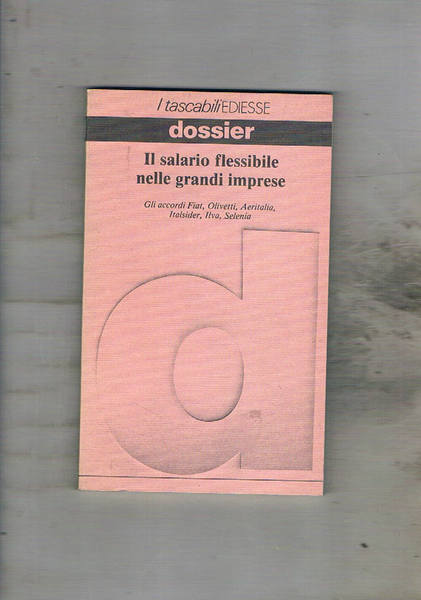 I tascabili EDIESSE
dossier
Il salario flessibile
nelle grandi imprese
Gli accordi Fiat, Olivetti, Aeritalia,
Italsider, Ilva, Selenia
d